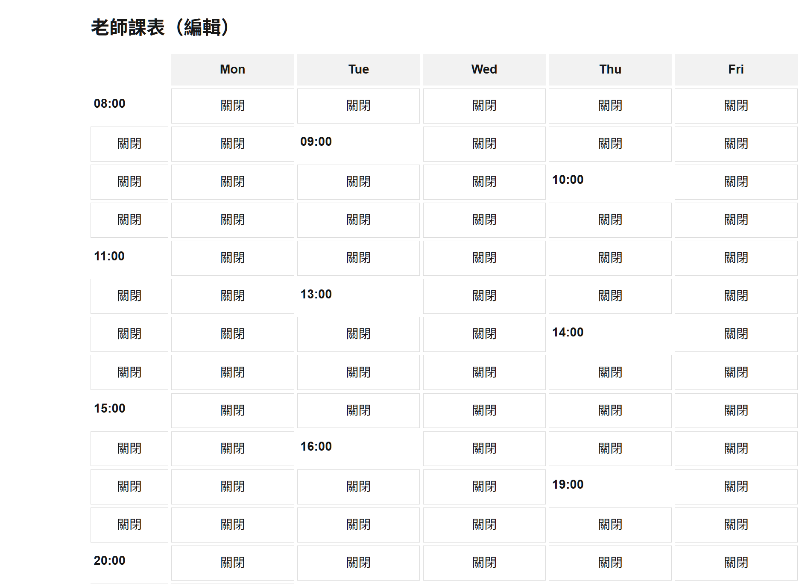 老師課表（編輯）
Mon Tue Wed Thu Fri
08:00 關閉 關閉 關閉 關閉 關閉
關閉 關閉 09:00 關閉 關閉 關閉
關閉 關閉 關閉 關閉 10:00 關閉
關閉 關閉 關閉 關閉 關閉 關閉
11:00 關閉 關閉 關閉 關閉 關閉
關閉 關閉 13:00 關閉 關閉 關閉
關閉 關閉 關閉 關閉 14:00 關閉
關閉 關閉 關閉 關閉 關閉 關閉
15:00 關閉 關閉 關閉 關閉 關閉
關閉 關閉 16:00 關閉 關閉 關閉
關閉 關閉 關閉 關閉 19:00 關閉
關閉 關閉 關閉 關閉 關閉 關閉
20:00 關閉 關閉 關閉 關閉 關閉